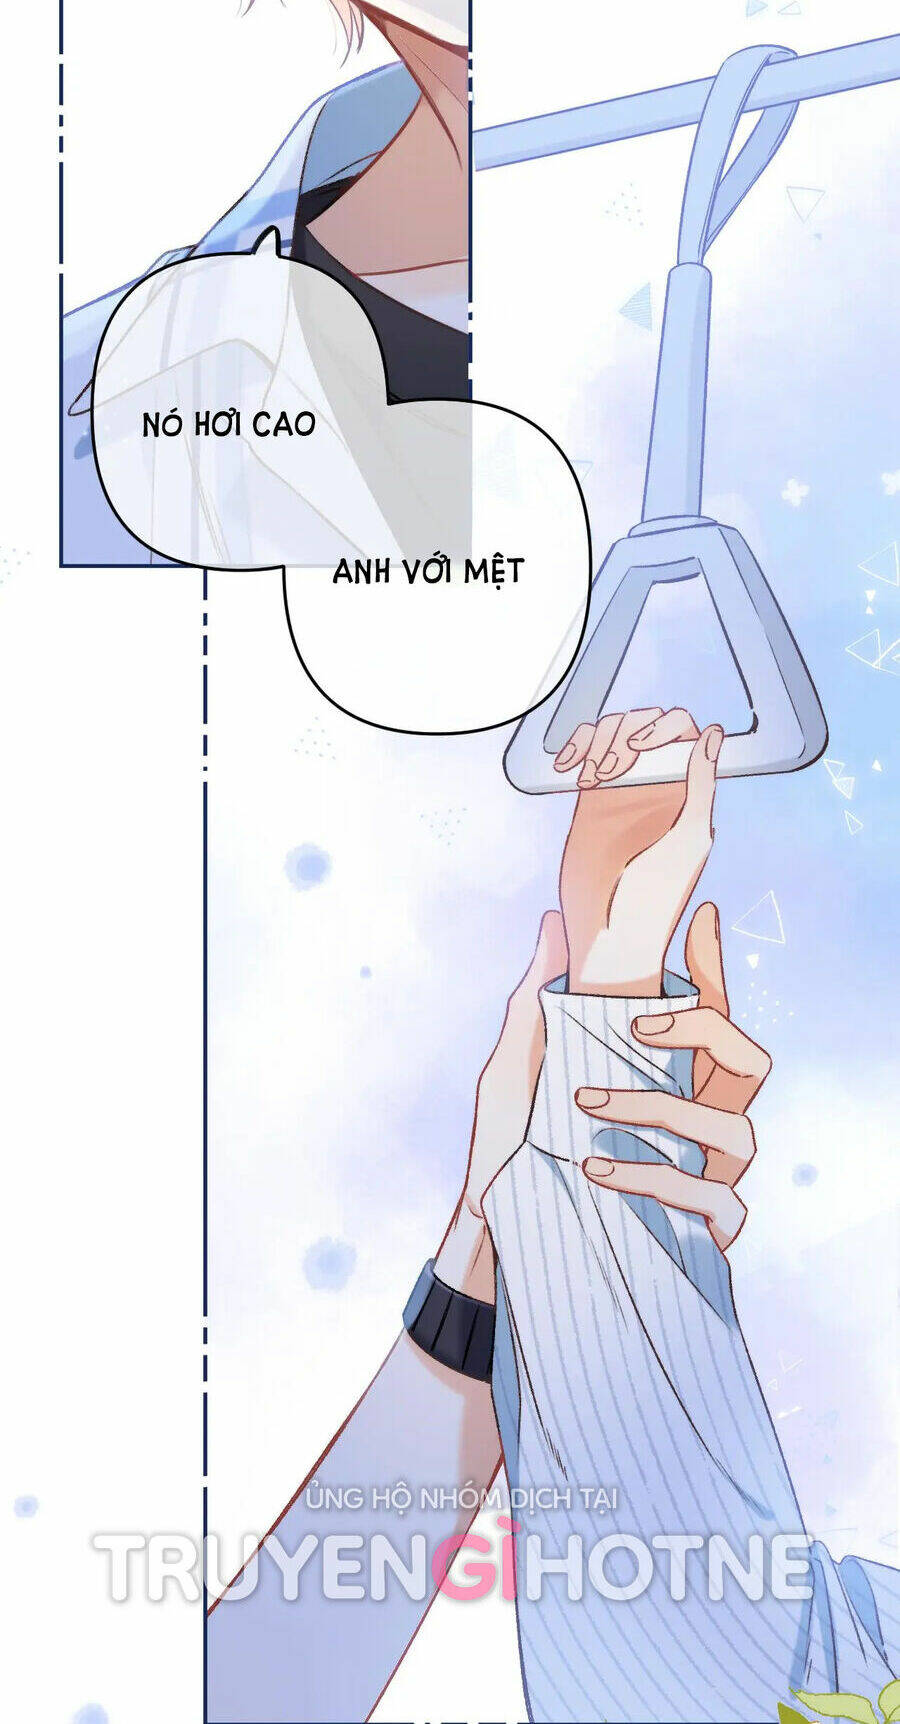 NÓ HƠI CAO
ANH VỚI MỆT
ỦNG HỘ NHÓM DỊCH TẠI
TRUYENGIHOTNE